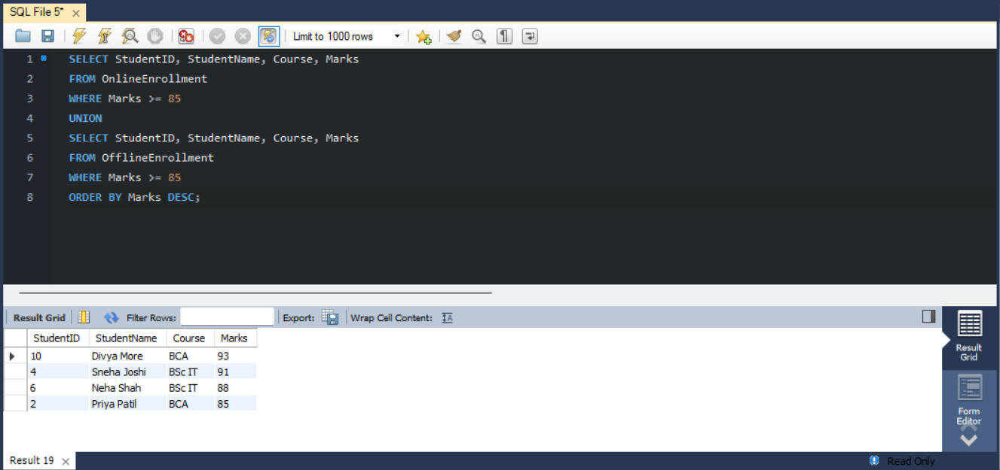 SQL File 5*
Limit to 1000 rows
1 SELECT StudentID, StudentName, Course, Marks
2 FROM OnlineEnrollment
3 WHERE Marks >= 85
4 UNION
5 SELECT StudentID, StudentName, Course, Marks
6 FROM OfflineEnrollment
7 WHERE Marks >= 85
8 ORDER BY Marks DESC;
Result Grid Filter Rows: Export: Wrap Cell Content: IA
StudentID StudentName Course Marks
10 Divya More BCA 93
4 Sneha Joshi BSc IT 91
6 Neha Shah BSc IT 88
2 Priya Patil BCA 85
Result
Grid
Form
Editor
Result 19 Read Only